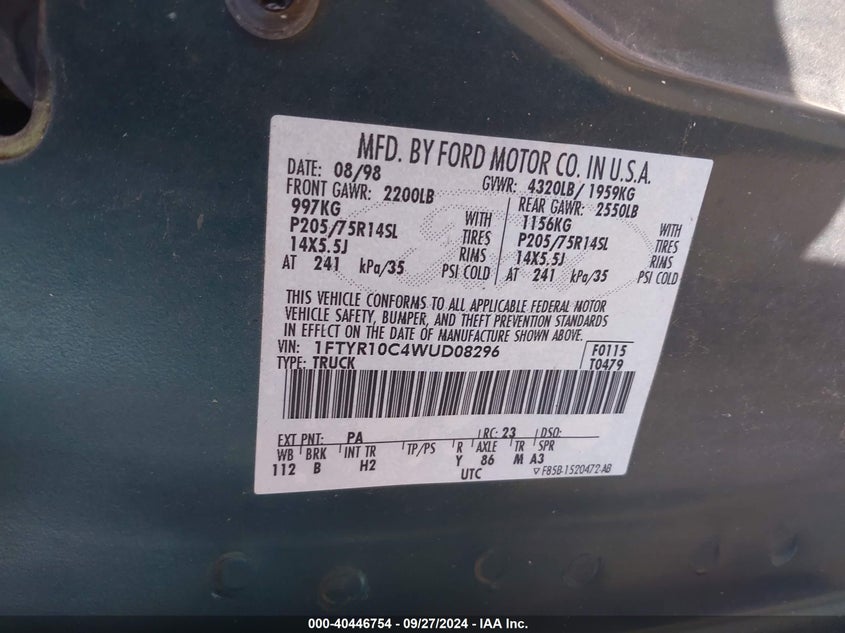 MFD. BY FORD MOTOR CO. IN U.S.A.
DATE: 08/98 GVWR: 4320LB/ 1959KG
FRONT GAWR: 2200LB REAR GAWR: 2550LB
997KG WITH 1156KG WITH
P205/75R14SL TIRES P205/75R14SL TIRES
14X5.5J RIMS 14X5.5J RIMS
AT 241 kPa/35 PSI COLD AT 241 kPa/35 PSI COLD
THIS VEHICLE CONFORMS TO ALL APPLICABLE FEDERAL MOTOR
VEHICLE SAFETY, BUMPER, AND THEFT PREVENTION STANDARDS
IN EFFECT ON THE DATE OF MANUFACTURE SHOWN ABOVE.
VIN: 1FTYR10C4WUD08296 F0115
TYPE: TRUCK T0479
EXT PNT: PA RC: 23 DSO:
WB BRK INT TR TP/PS R AXLE TR SPR
112 B H2 Y 86 M A3
UTC F85B-1520472-AB
000-40446754 - 09/27/2024 - IAA Inc.